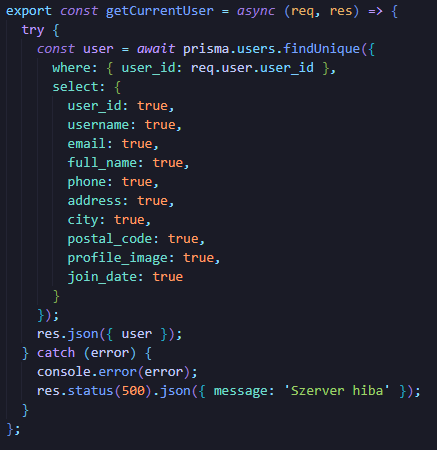 export const getCurrentUser = async (req, res) => {
  try {
    const user = await prisma.users.findUnique({
      where: { user_id: req.user.user_id },
      select: {
        user_id: true,
        username: true,
        email: true,
        full_name: true,
        phone: true,
        address: true,
        city: true,
        postal_code: true,
        profile_image: true,
        join_date: true
      }
    });
    res.json({ user });
  } catch (error) {
    console.error(error);
    res.status(500).json({ message: 'Szerver hiba' });
  }
};